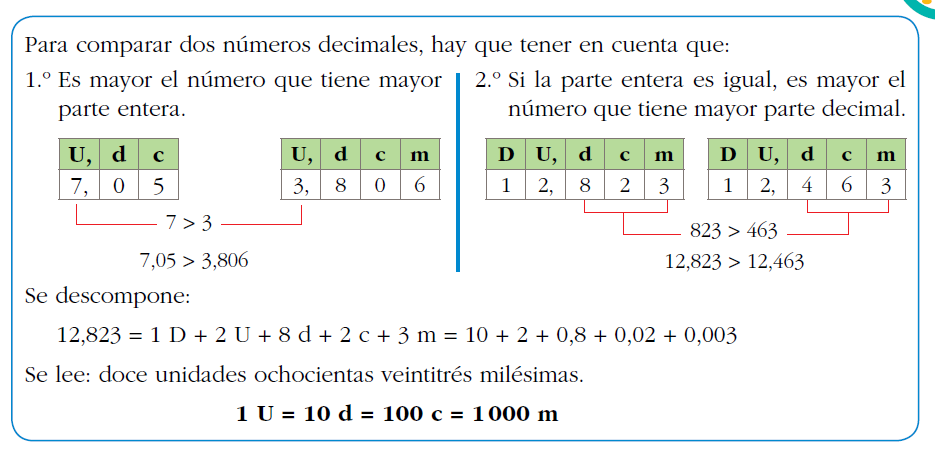 Para comparar dos números decimales, hay que tener en cuenta que:
1.º Es mayor el número que tiene mayor
parte entera.
U, d c
7, 0 5
U, d c m
3, 8 0 6
7 > 3
7,05 > 3,806
2.º Si la parte entera es igual, es mayor el
número que tiene mayor parte decimal.
D U, d c m
1 2, 8 2 3
D U, d c m
1 2, 4 6 3
823 > 463
12,823 > 12,463
Se descompone:
12,823 = 1 D + 2 U + 8 d + 2 c + 3 m = 10 + 2 + 0,8 + 0,02 + 0,003
Se lee: doce unidades ochocientas veintitrés milésimas.
1 U = 10 d = 100 c = 1 000 m